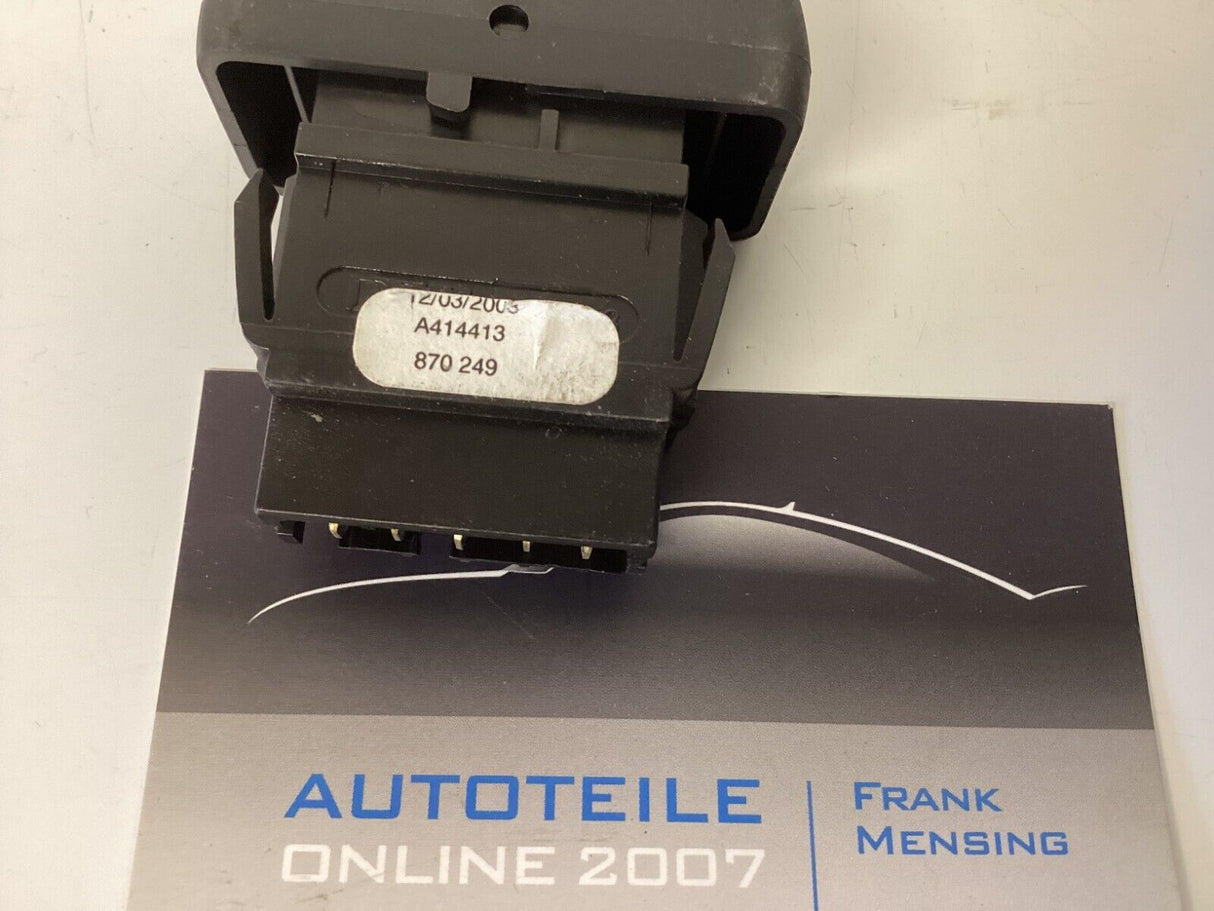 12/03/2003
A414413
870 249
AUTOTEILE
ONLINE 2007
FRANK
MENSING